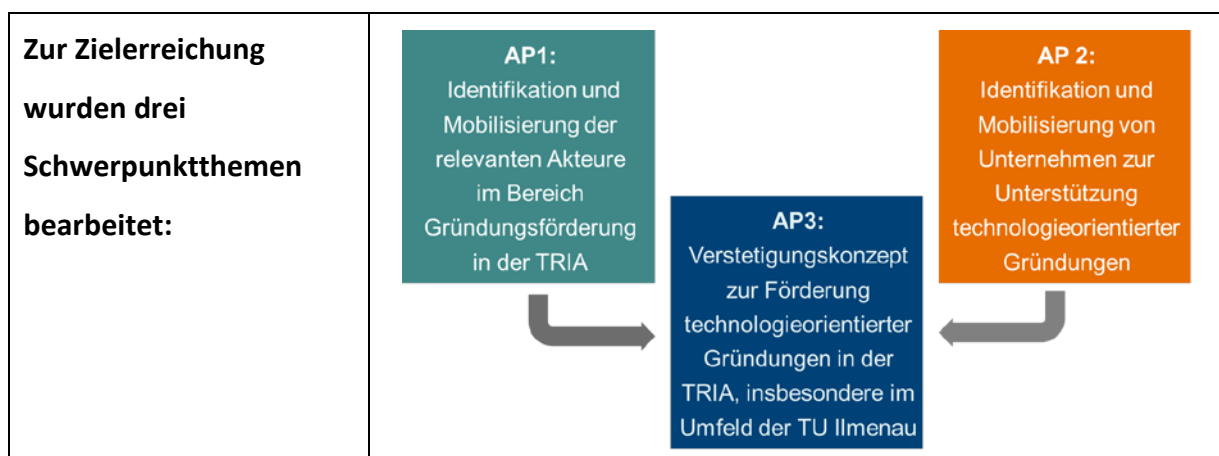 Zur Zielerreichung
wurden drei
Schwerpunktthemen
bearbeitet:
AP1:
Identifikation und
Mobilisierung der
relevanten Akteure
im Bereich
Gründungsförderung
in der TRIA
AP 2:
Identifikation und
Mobilisierung von
Unternehmen zur
Unterstützung
technologieorientierter
Gründungen
AP3:
Verstetigungskonzept
zur Förderung
technologieorientierter
Gründungen in der
TRIA, insbesondere im
Umfeld der TU Ilmenau